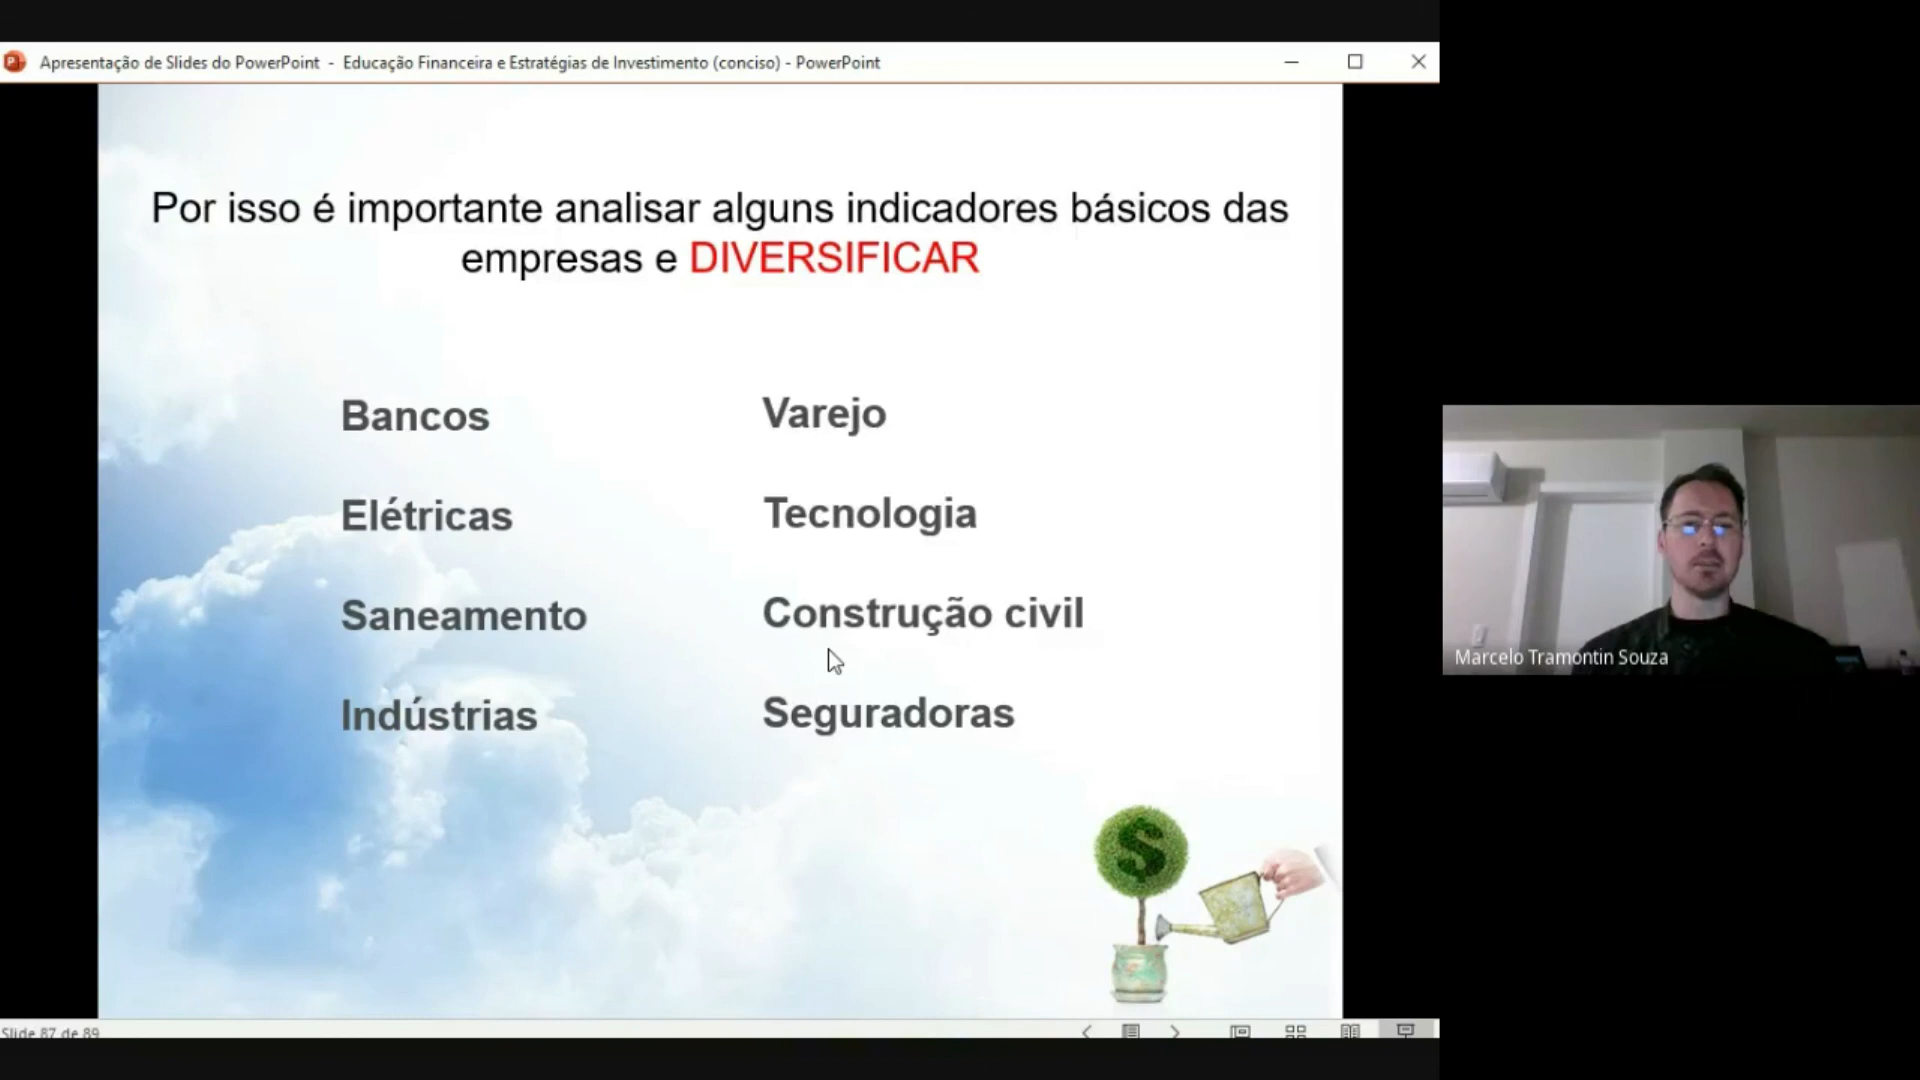 Apresentação de Slides do PowerPoint - Educação Financeira e Estratégias de Investimento (conciso) - PowerPoint
Por isso é importante analisar alguns indicadores básicos das
empresas e DIVERSIFICAR
Bancos
Varejo
Elétricas
Tecnologia
Saneamento
Construção civil
Indústrias
Seguradoras
$
Marcelo Tramontin Souza
Slide 87 de 89